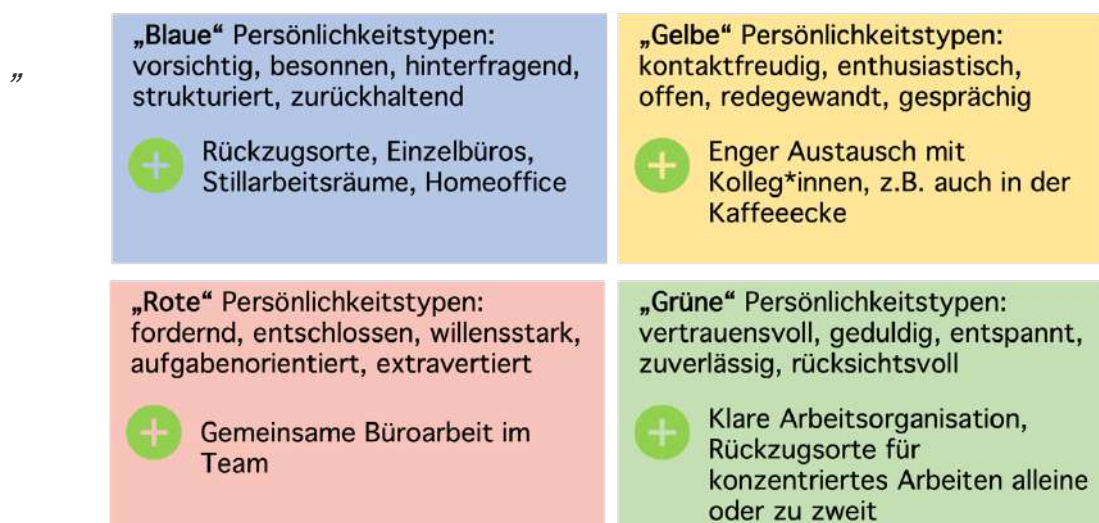 „Blaue“ Persönlichkeitstypen:
vorsichtig, besonnen, hinterfragend,
strukturiert, zurückhaltend
Rückzugsorte, Einzelbüros,
Stillarbeitsräume, Homeoffice
„Gelbe“ Persönlichkeitstypen:
kontaktfreudig, enthusiastisch,
offen, redegewandt, gesprächig
Enger Austausch mit
Kolleg*innen, z.B. auch in der
Kaffeeecke
„Rote“ Persönlichkeitstypen:
fordernd, entschlossen, willensstark,
aufgabenorientiert, extravertiert
Gemeinsame Büroarbeit im
Team
„Grüne“ Persönlichkeitstypen:
vertrauensvoll, geduldig, entspannt,
zuverlässig, rücksichtsvoll
Klare Arbeitsorganisation,
Rückzugsorte für
konzentriertes Arbeiten alleine
oder zu zweit
”